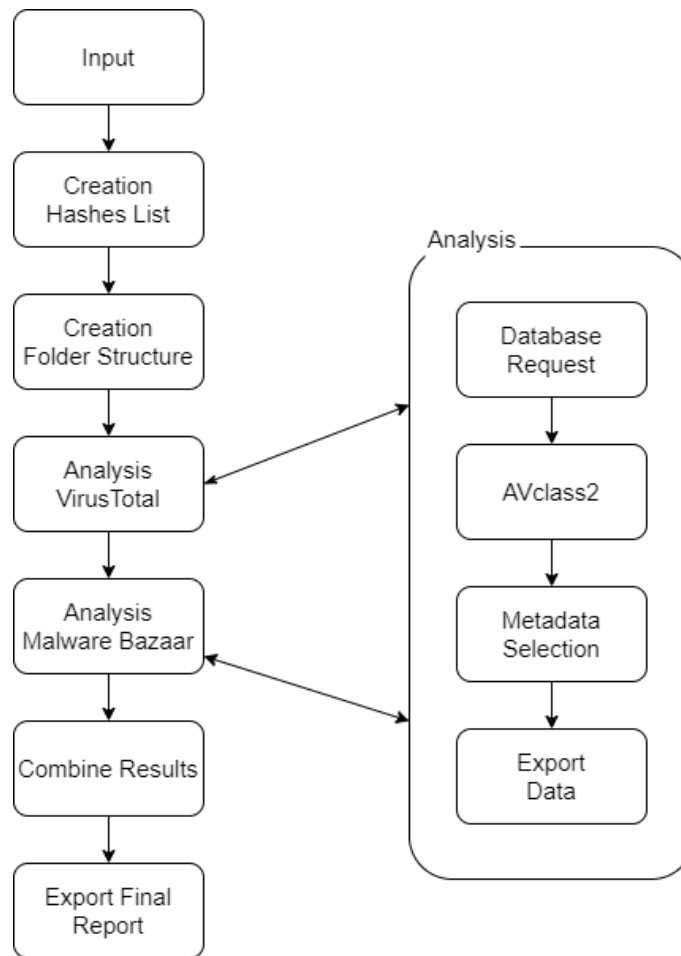 Input
Creation
Hashes List
Creation
Folder Structure
Analysis
VirusTotal
Analysis
Malware Bazaar
Combine Results
Export Final
Report
Analysis
Database
Request
AVclass2
Metadada
Selection
Export
Data